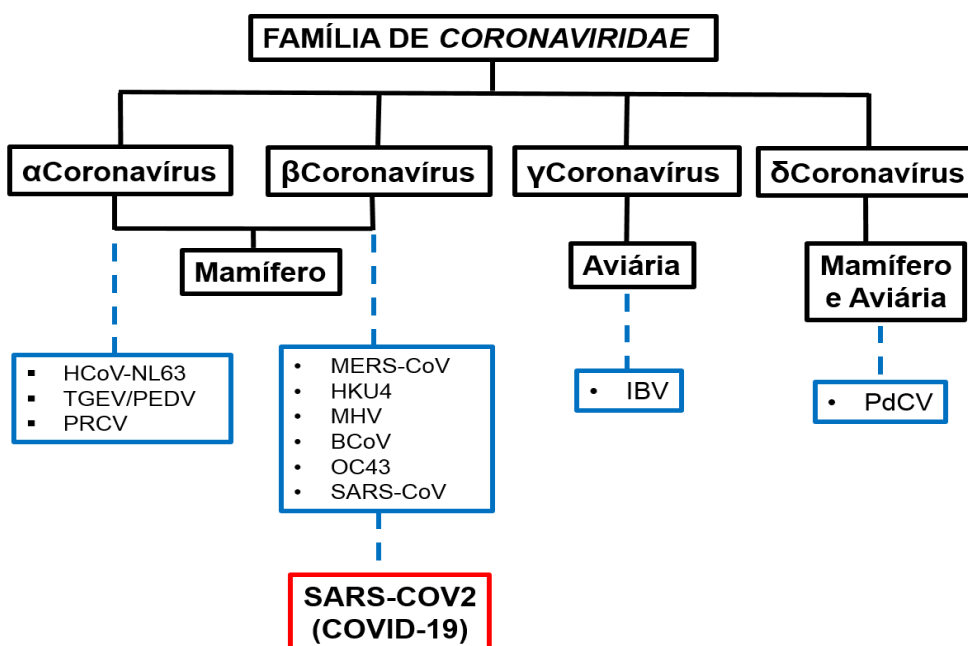 FAMÍLIA DE CORONAVIRIDAE
αCoronavírus
βCoronavírus
γCoronavírus
δCoronavírus
Mamífero
Aviária
Mamífero
e Aviária
▪ HCoV-NL63
▪ TGEV/PEDV
▪ PRCV
• MERS-CoV
• HKU4
• MHV
• BCoV
• OC43
• SARS-CoV
• IBV
• PdCV
SARS-COV2
(COVID-19)